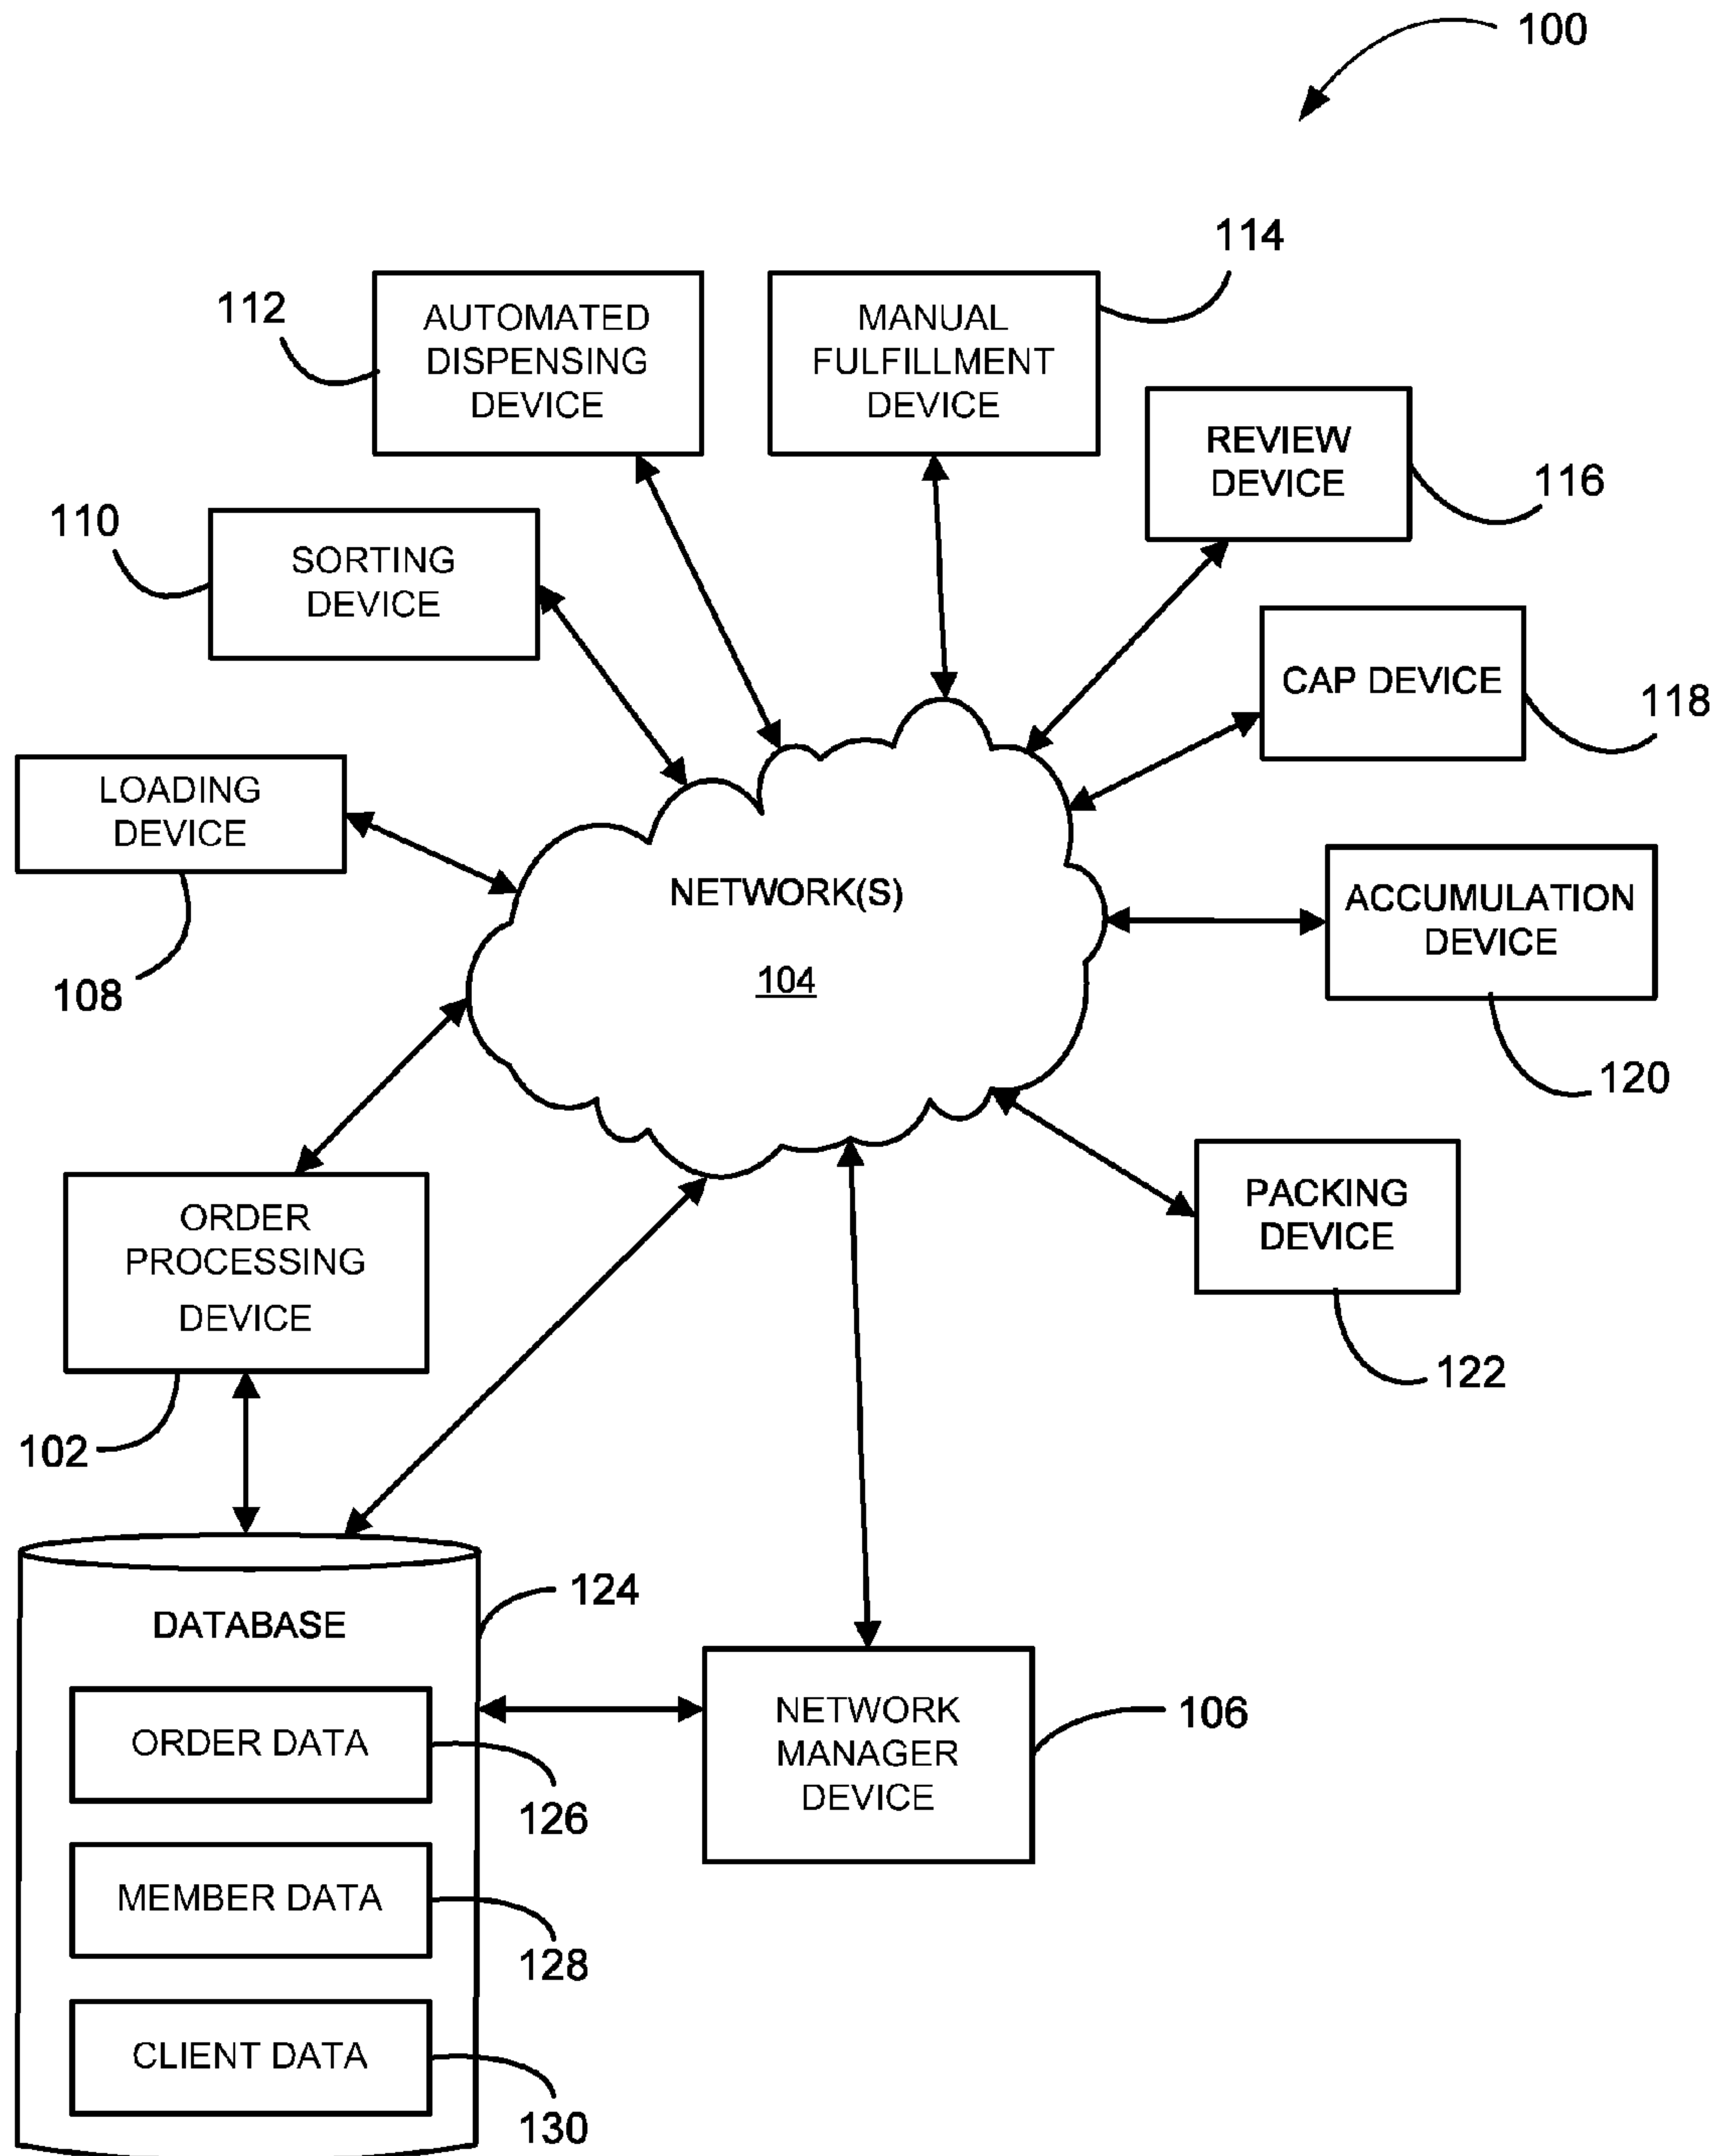 100
114
112
AUTOMATED
DISPENSING
DEVICE
MANUAL
FULFILLMENT
DEVICE
REVIEW
DEVICE
116
110
SORTING
DEVICE
CAP DEVICE
118
LOADING
DEVICE
108
NETWORK(S)
104
ACCUMULATION
DEVICE
120
ORDER
PROCESSING
DEVICE
102
PACKING
DEVICE
122
DATABASE
124
ORDER DATA
126
MEMBER DATA
128
CLIENT DATA
130
NETWORK
MANAGER
DEVICE
106